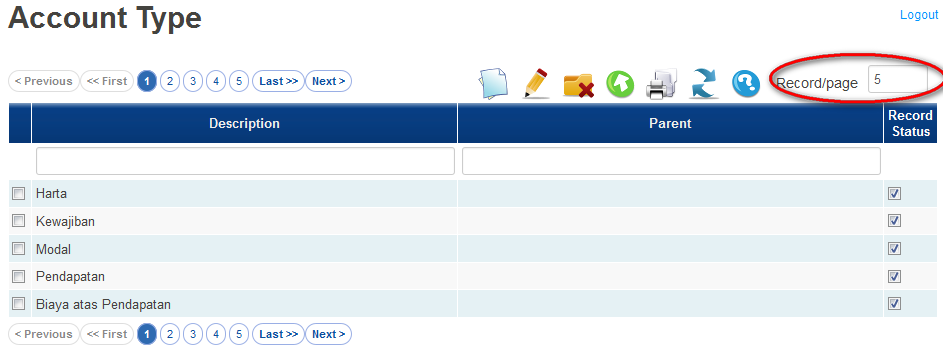 Account Type
Logout
< Previous << First 1 2 3 4 5 Last >> Next >
Record/page 5
Description Parent Record Status
Harta
Kewajiban
Modal
Pendapatan
Biaya atas Pendapatan
< Previous << First 1 2 3 4 5 Last >> Next >